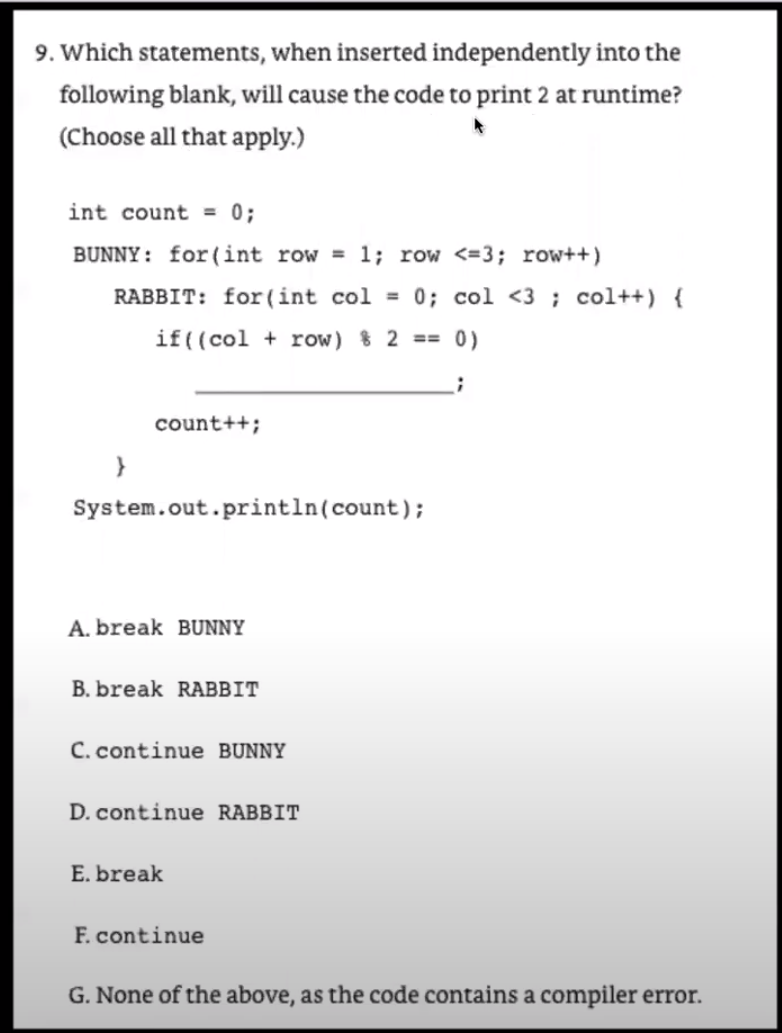 9. Which statements, when inserted independently into the
following blank, will cause the code to print 2 at runtime?
(Choose all that apply.)
int count = 0;
BUNNY: for(int row = 1; row <=3; row++)
RABBIT: for(int col = 0; col <3 ; col++) {
if((col + row) % 2 == 0)
____________________;
count++;
}
System.out.println(count);
A. break BUNNY
B. break RABBIT
C. continue BUNNY
D. continue RABBIT
E. break
F. continue
G. None of the above, as the code contains a compiler error.